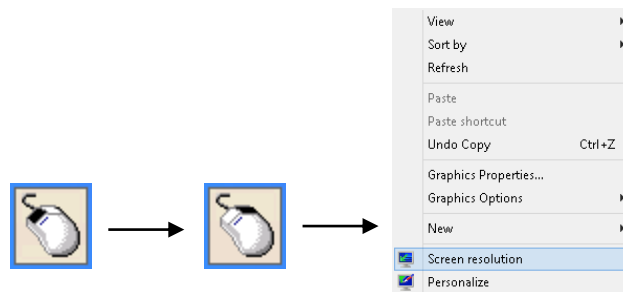 View
Sort by
Refresh
Paste
Paste shortcut
Undo Copy Ctrl+Z
Graphics Properties...
Graphics Options
New
Screen resolution
Personalize